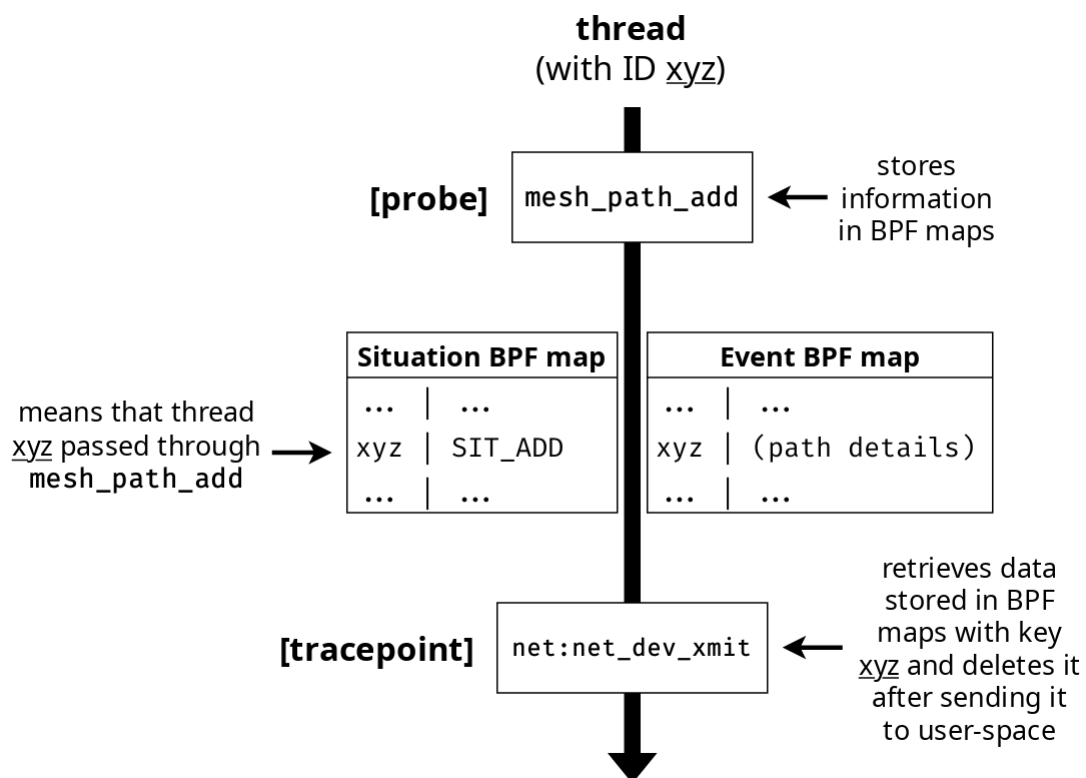 thread
(with ID xyz)
[probe]
mesh_path_add
stores
information
in BPF maps
means that thread
xyz passed through
mesh_path_add
Situation BPF map
... | ...
xyz | SIT_ADD
... | ...
Event BPF map
... | ...
xyz | (path details)
... | ...
[tracepoint]
net:net_dev_xmit
retrieves data
stored in BPF
maps with key
xyz and deletes it
after sending it
to user-space